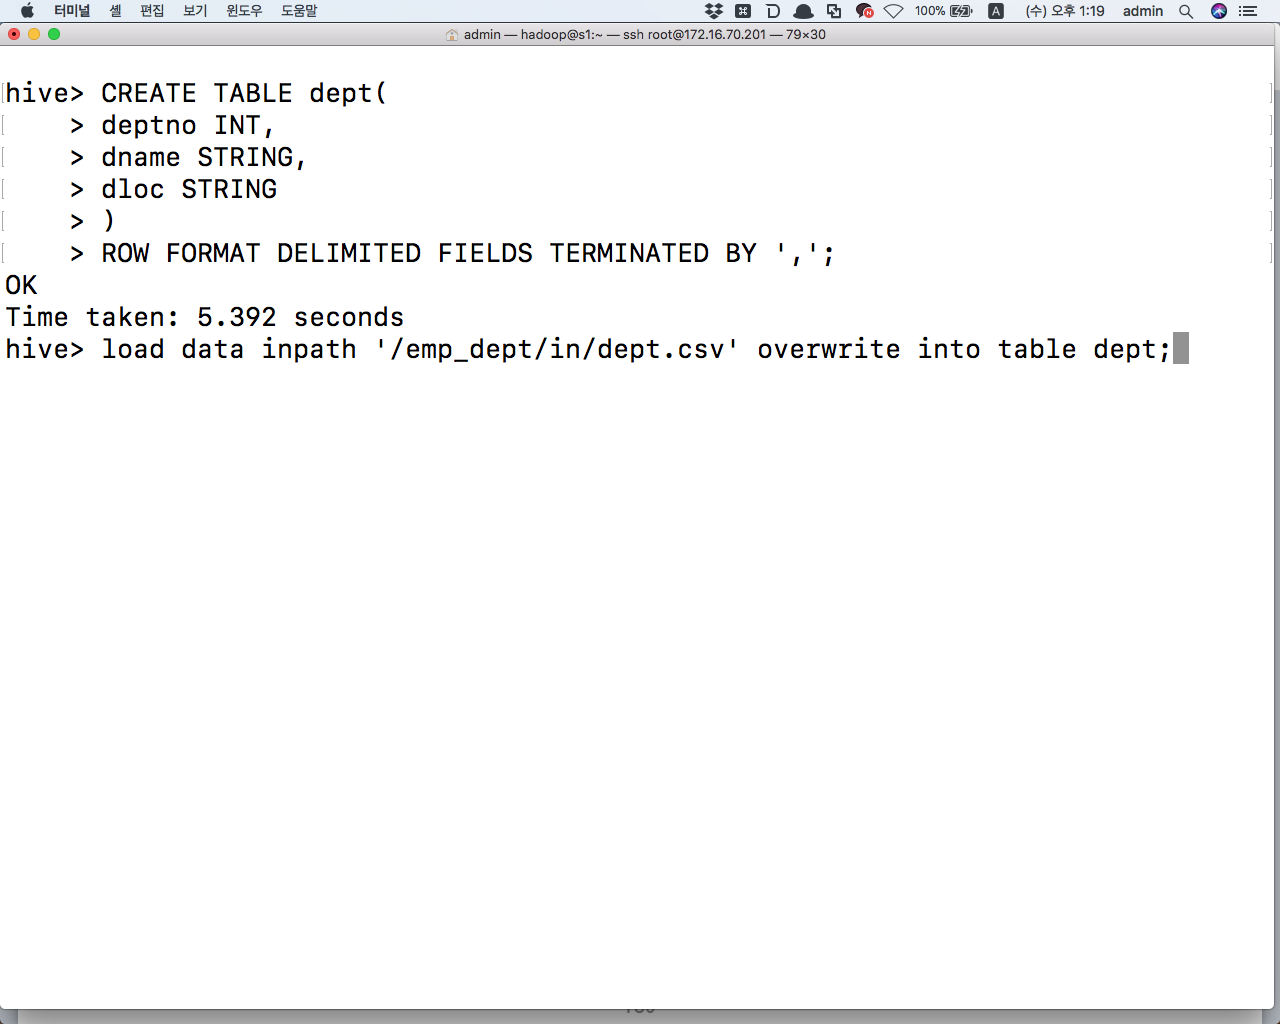 터미널 셸 편집 보기 윈도우 도움말 100% A (수) 오후 1:19 admin
admin — hadoop@s1:~ — ssh root@172.16.70.201 — 79×30
hive> CREATE TABLE dept(
    > deptno INT,
    > dname STRING,
    > dloc STRING
    > )
    > ROW FORMAT DELIMITED FIELDS TERMINATED BY ',';
OK
Time taken: 5.392 seconds
hive> load data inpath '/emp_dept/in/dept.csv' overwrite into table dept;